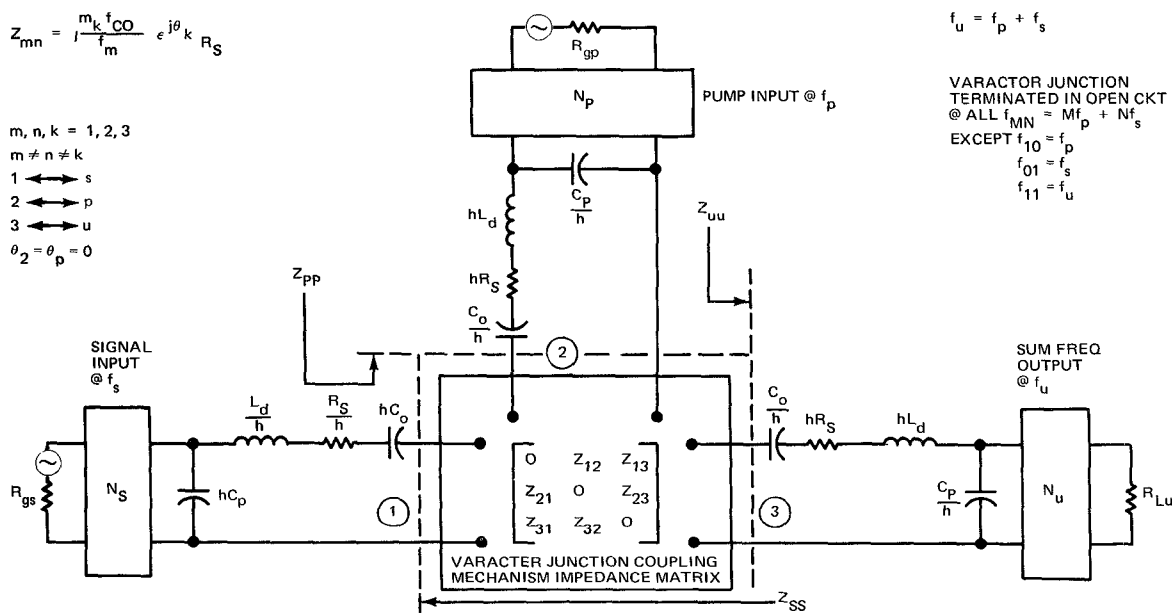 Z_mn = j m_k f_CO / f_m ϵ^jθ_k R_S
m, n, k = 1, 2, 3
m ≠ n ≠ k
1 ↔ s
2 ↔ p
3 ↔ u
θ_2 = θ_p = 0
f_u = f_p + f_s
VARACTOR JUNCTION
TERMINATED IN OPEN CKT
@ ALL f_MN = Mf_p + Nf_s
EXCEPT f_10 = f_p
f_01 = f_s
f_11 = f_u
R_gp
N_P
PUMP INPUT @ f_p
C_P/h
hL_d
hR_S
C_o/h
Z_PP
Z_uu
2
SIGNAL
INPUT
@ f_s
L_d/h
R_S/h
hC_o
R_gs
N_S
hC_p
1
O Z_12 Z_13
Z_21 O Z_23
Z_31 Z_32 O
VARACTER JUNCTION COUPLING
MECHANISM IMPEDANCE MATRIX
3
C_o/h
hR_S
hL_d
C_P/h
SUM FREQ
OUTPUT
@ f_u
N_u
R_Lu
Z_SS